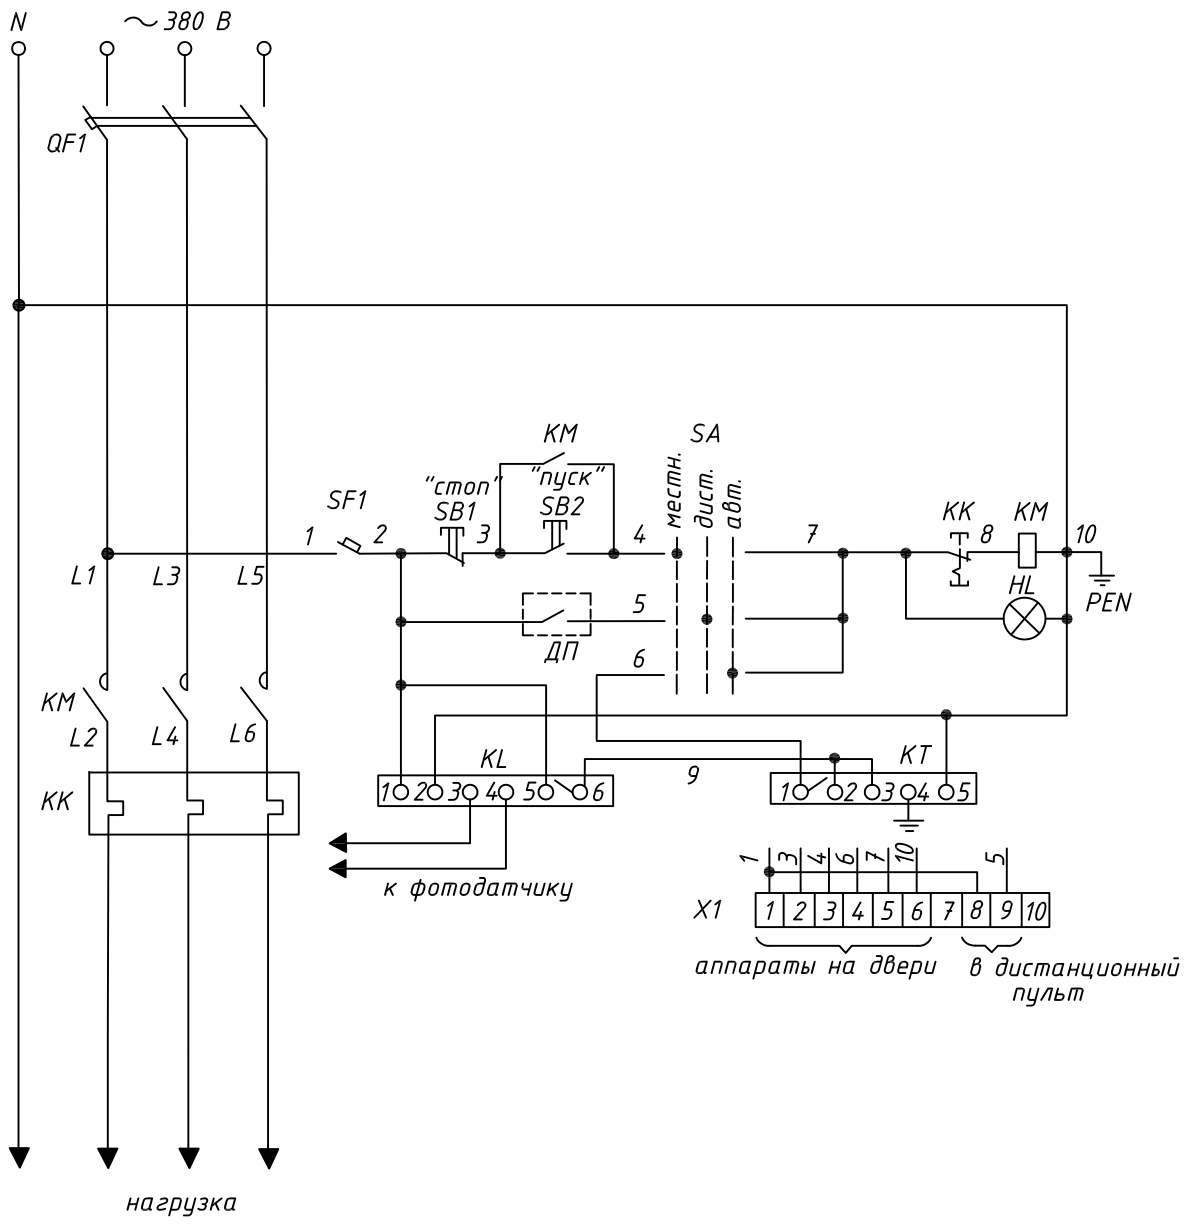 N
~ 380 В
QF1
KM
SA
"стоп"
"пуск"
местн.
дист.
авт.
SF1
SB1
SB2
KK
KM
1
2
3
4
7
8
10
L1
L3
L5
HL
PEN
5
ДП
6
KM
L2
L4
L6
KL
9
KT
KK
1 2 3 4 5 6
1 2 3 4 5
1 3 4 6 7 10 5
к фотодатчику
X1
1 2 3 4 5 6 7 8 9 10
аппараты на двери
в дистанционный
пульт
нагрузка